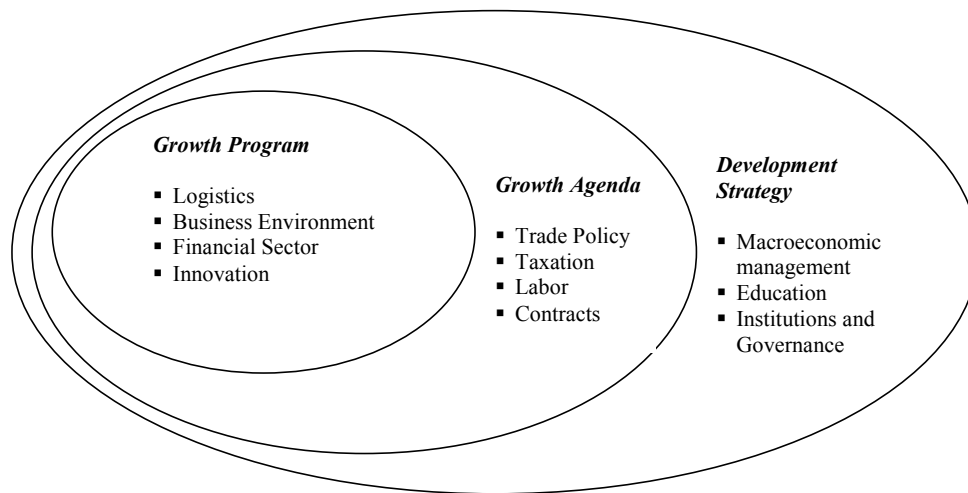 Growth Program
▪ Logistics
▪ Business Environment
▪ Financial Sector
▪ Innovation
Growth Agenda
▪ Trade Policy
▪ Taxation
▪ Labor
▪ Contracts
Development
Strategy
▪ Macroeconomic
management
▪ Education
▪ Institutions and
Governance